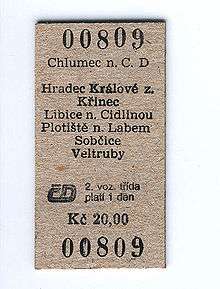 00809
Chlumec n. C. D
Hradec Králové z.
Křinec
Libice n. Cidlinou
Plotiště n. Labem
Sobčice
Veltruby
ČD 2. voz. třída
platí 1 den
Kč 20,00
00809